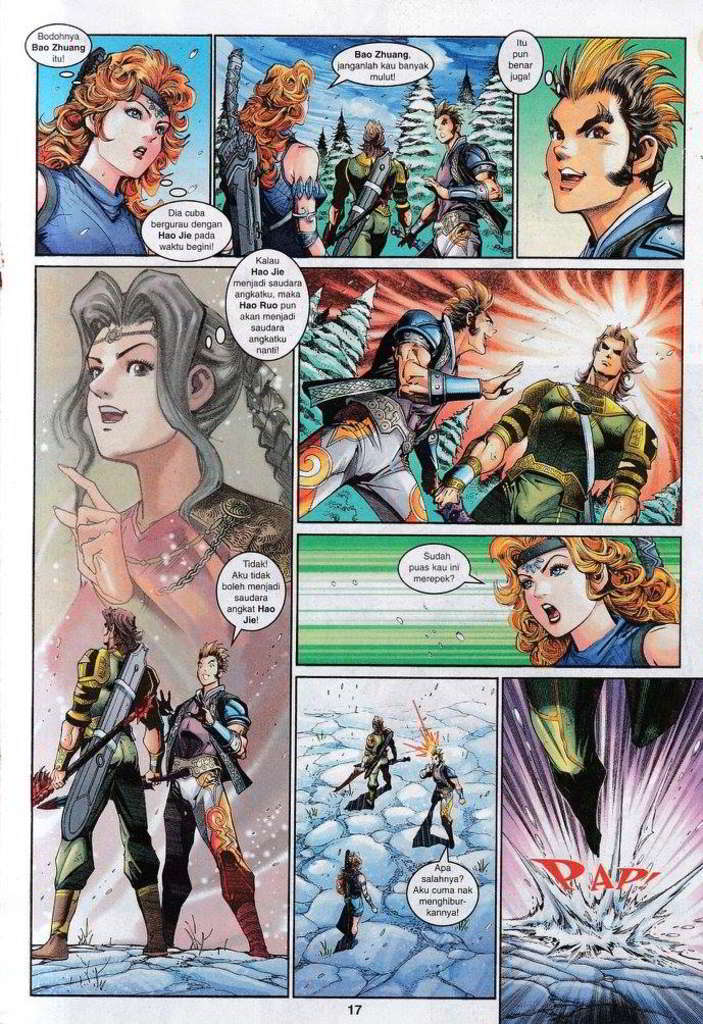 Bodohnya
Bao Zhuang
itu!
Dia cuba
bergurau dengan
Hao Jie pada
waktu begini!
Bao Zhuang,
janganlah kau banyak
mulut!
Itu
pun
benar
juga!
Kalau
Hao Jie
menjadi saudara
angkatku, maka
Hao Ruo pun
akan menjadi
saudara
angkatku
nanti!
Tidak!
Aku tidak
boleh menjadi
saudara
angkat Hao
Jie!
Sudah
puas kau ini
merepek?
Apa
salahnya?
Aku cuma nak
menghibur-
kannya!
PAP!
17